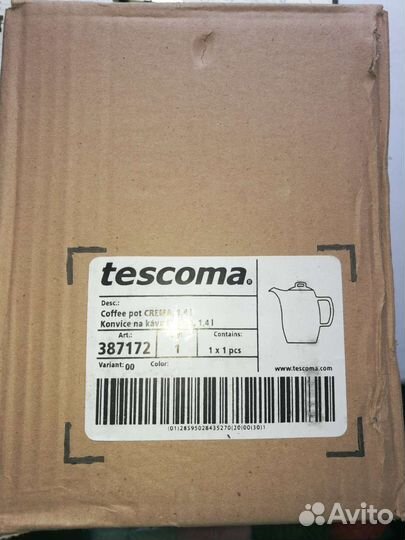 tescoma®
Desc.:
Coffee pot CREMA, 1,4 l
Konvice na kávu 1,4 l
Art.:
Contains:
387172
1
1 x 1 pcs
Variant: 00
Color:
www.tescoma.com
(01)28595028435270(20)00(30)1
Avito